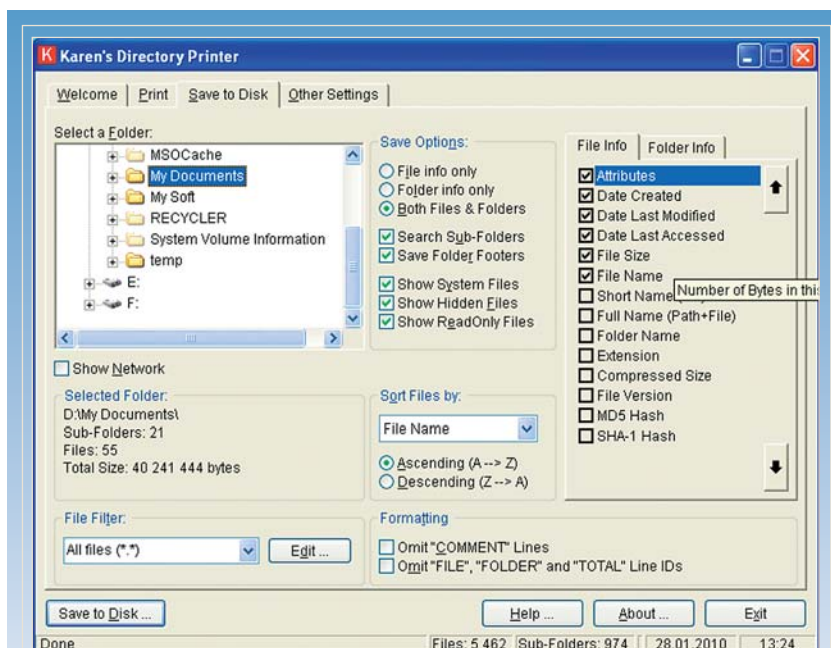 Karen's Directory Printer
Welcome Print Save to Disk Other Settings
Select a Folder:
MSOCache
My Documents
My Soft
RECYCLER
System Volume Information
temp
E:
F:
Show Network
Save Options:
File info only
Folder info only
Both Files & Folders
Search Sub-Folders
Save Folder Footers
Show System Files
Show Hidden Files
Show ReadOnly Files
File Info Folder Info
Attributes
Date Created
Date Last Modified
Date Last Accessed
File Size
File Name
Number of Bytes in this
Short Name
Full Name (Path+File)
Folder Name
Extension
Compressed Size
File Version
MD5 Hash
SHA-1 Hash
Selected Folder:
D:\My Documents\
Sub-Folders: 21
Files: 55
Total Size: 40 241 444 bytes
Sort Files by:
File Name
Ascending (A --> Z)
Descending (Z --> A)
File Filter:
All files (*.*)
Edit ...
Formatting
Omit "COMMENT" Lines
Omit "FILE", "FOLDER" and "TOTAL" Line IDs
Save to Disk ... Help ... About ... Exit
Done Files: 5 462 Sub-Folders: 974 28.01.2010 13:24